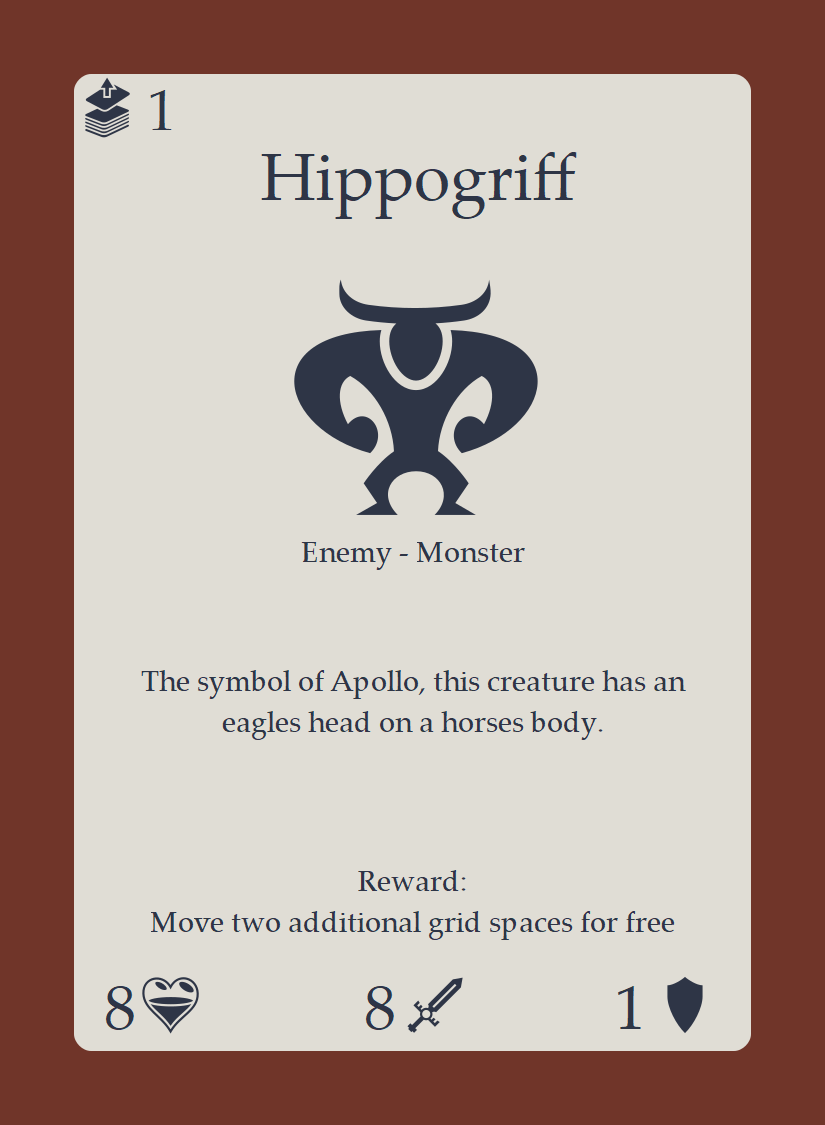 1
Hippogriff
Enemy - Monster
The symbol of Apollo, this creature has an
eagles head on a horses body.
Reward:
Move two additional grid spaces for free
8 8 1